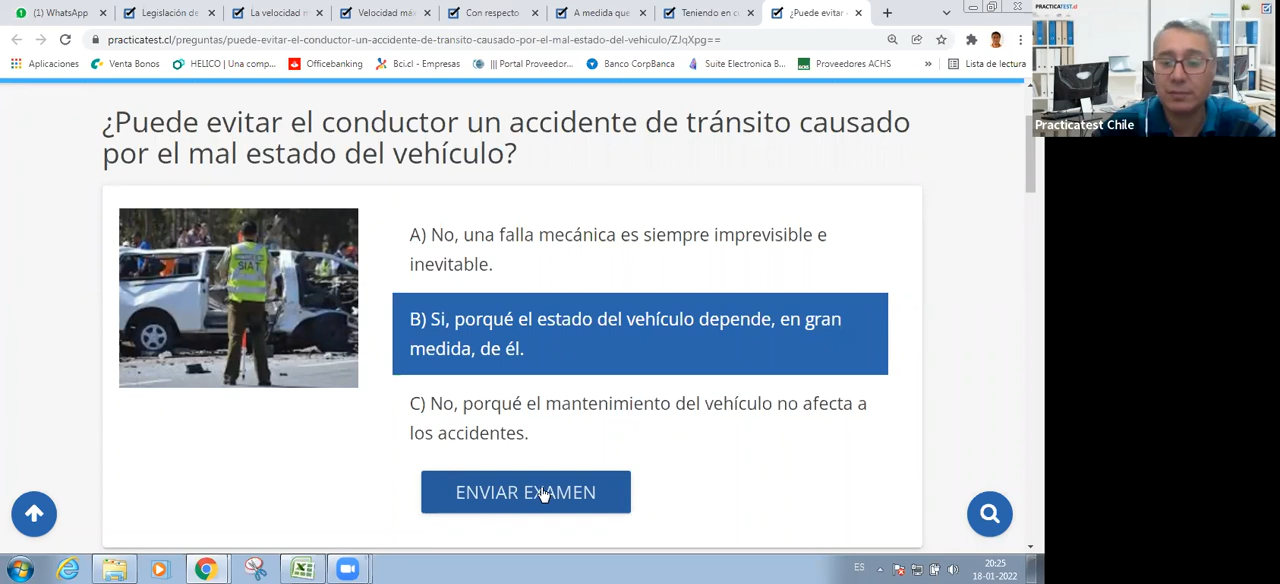 (1) WhatsApp
Legislación de
La velocidad m
Velocidad máx
Con respecto
A medida que
Teniendo en c
¿Puede evitar
practicatest.cl/preguntas/puede-evitar-el-conductor-un-accidente-de-transito-causado-por-el-mal-estado-del-vehiculo/ZJqXpg==
Aplicaciones
Venta Bonos
HELICO | Una comp...
Officebanking
Bci.cl - Empresas
||| Portal Proveedor...
Banco CorpBanca
Suite Electronica B...
Proveedores ACHS
»
Lista de lectura
PRACTICATEST.cl
Practicatest Chile
¿Puede evitar el conductor un accidente de tránsito causado
por el mal estado del vehículo?
SIAT
A) No, una falla mecánica es siempre imprevisible e
inevitable.
B) Si, porqué el estado del vehículo depende, en gran
medida, de él.
C) No, porqué el mantenimiento del vehículo no afecta a
los accidentes.
ENVIAR EXAMEN
ES
20:25
18-01-2022